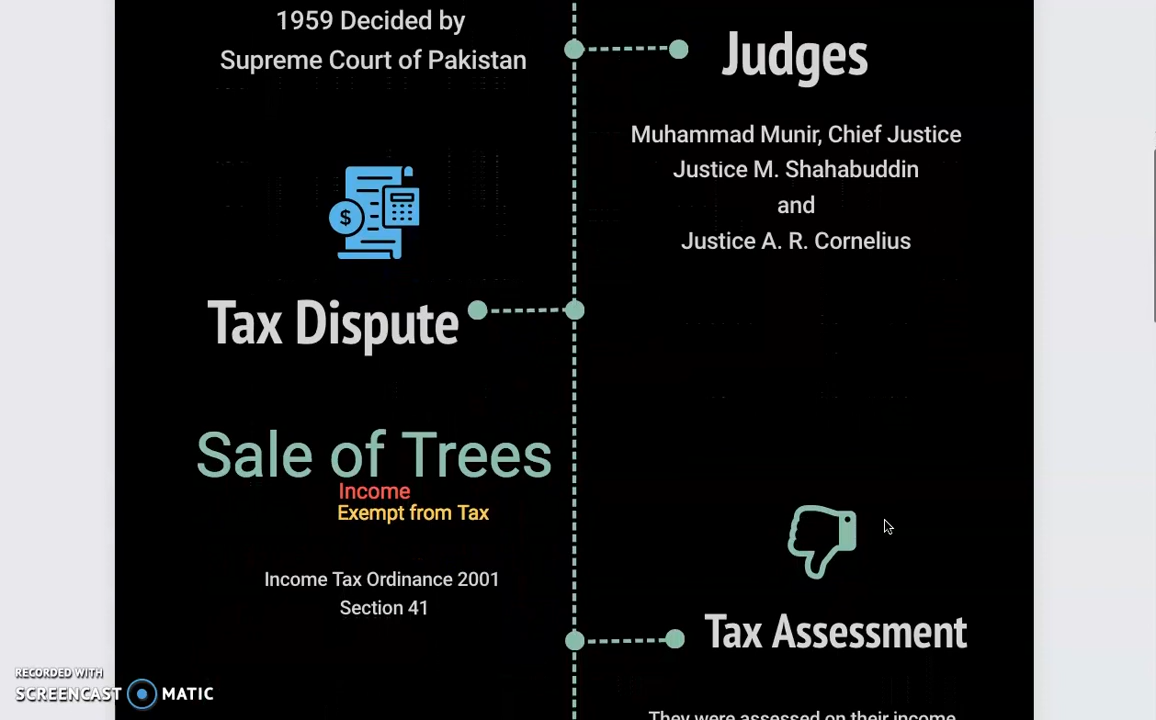 1959 Decided by
Supreme Court of Pakistan
Judges
Muhammad Munir, Chief Justice
Justice M. Shahabuddin
and
Justice A. R. Cornelius
$
Tax Dispute
Sale of Trees
Income
Exempt from Tax
Income Tax Ordinance 2001
Section 41
Tax Assessment
They were assessed on their income
RECORDED WITH
SCREENCAST MATIC